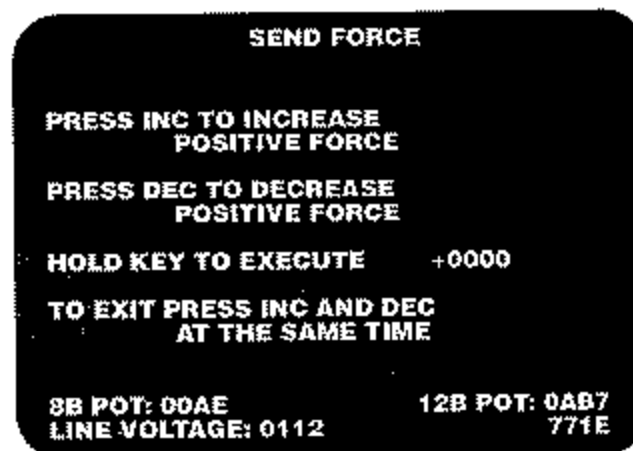 SEND FORCE
PRESS INC TO INCREASE
POSITIVE FORCE
PRESS DEC TO DECREASE
POSITIVE FORCE
HOLD KEY TO EXECUTE +0000
TO EXIT PRESS INC AND DEC
AT THE SAME TIME
8B POT: 00AE 12B POT: 0AB7
LINE VOLTAGE: 0112 771E